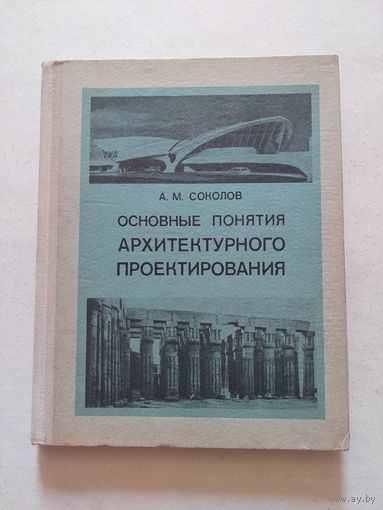 А. М. СОКОЛОВ
ОСНОВНЫЕ ПОНЯТИЯ
АРХИТЕКТУРНОГО
ПРОЕКТИРОВАНИЯ
www.ay.by